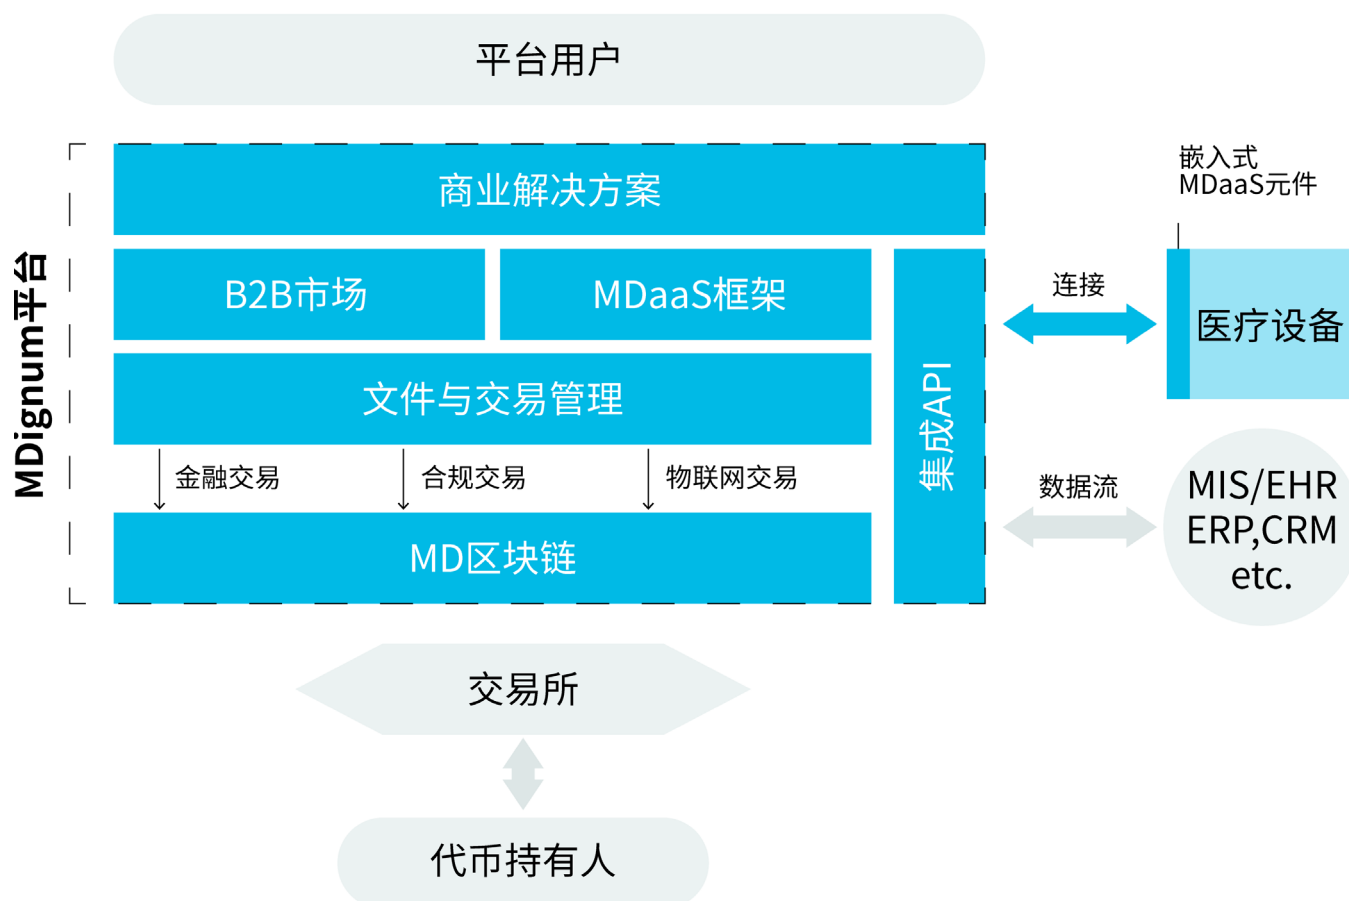 平台用户
MDignum平台
商业解决方案
B2B市场
MDaaS框架
集成API
文件与交易管理
金融交易
合规交易
物联网交易
MD区块链
连接
嵌入式
MDaaS元件
医疗设备
数据流
MIS/EHR
ERP,CRM
etc.
交易所
代币持有人